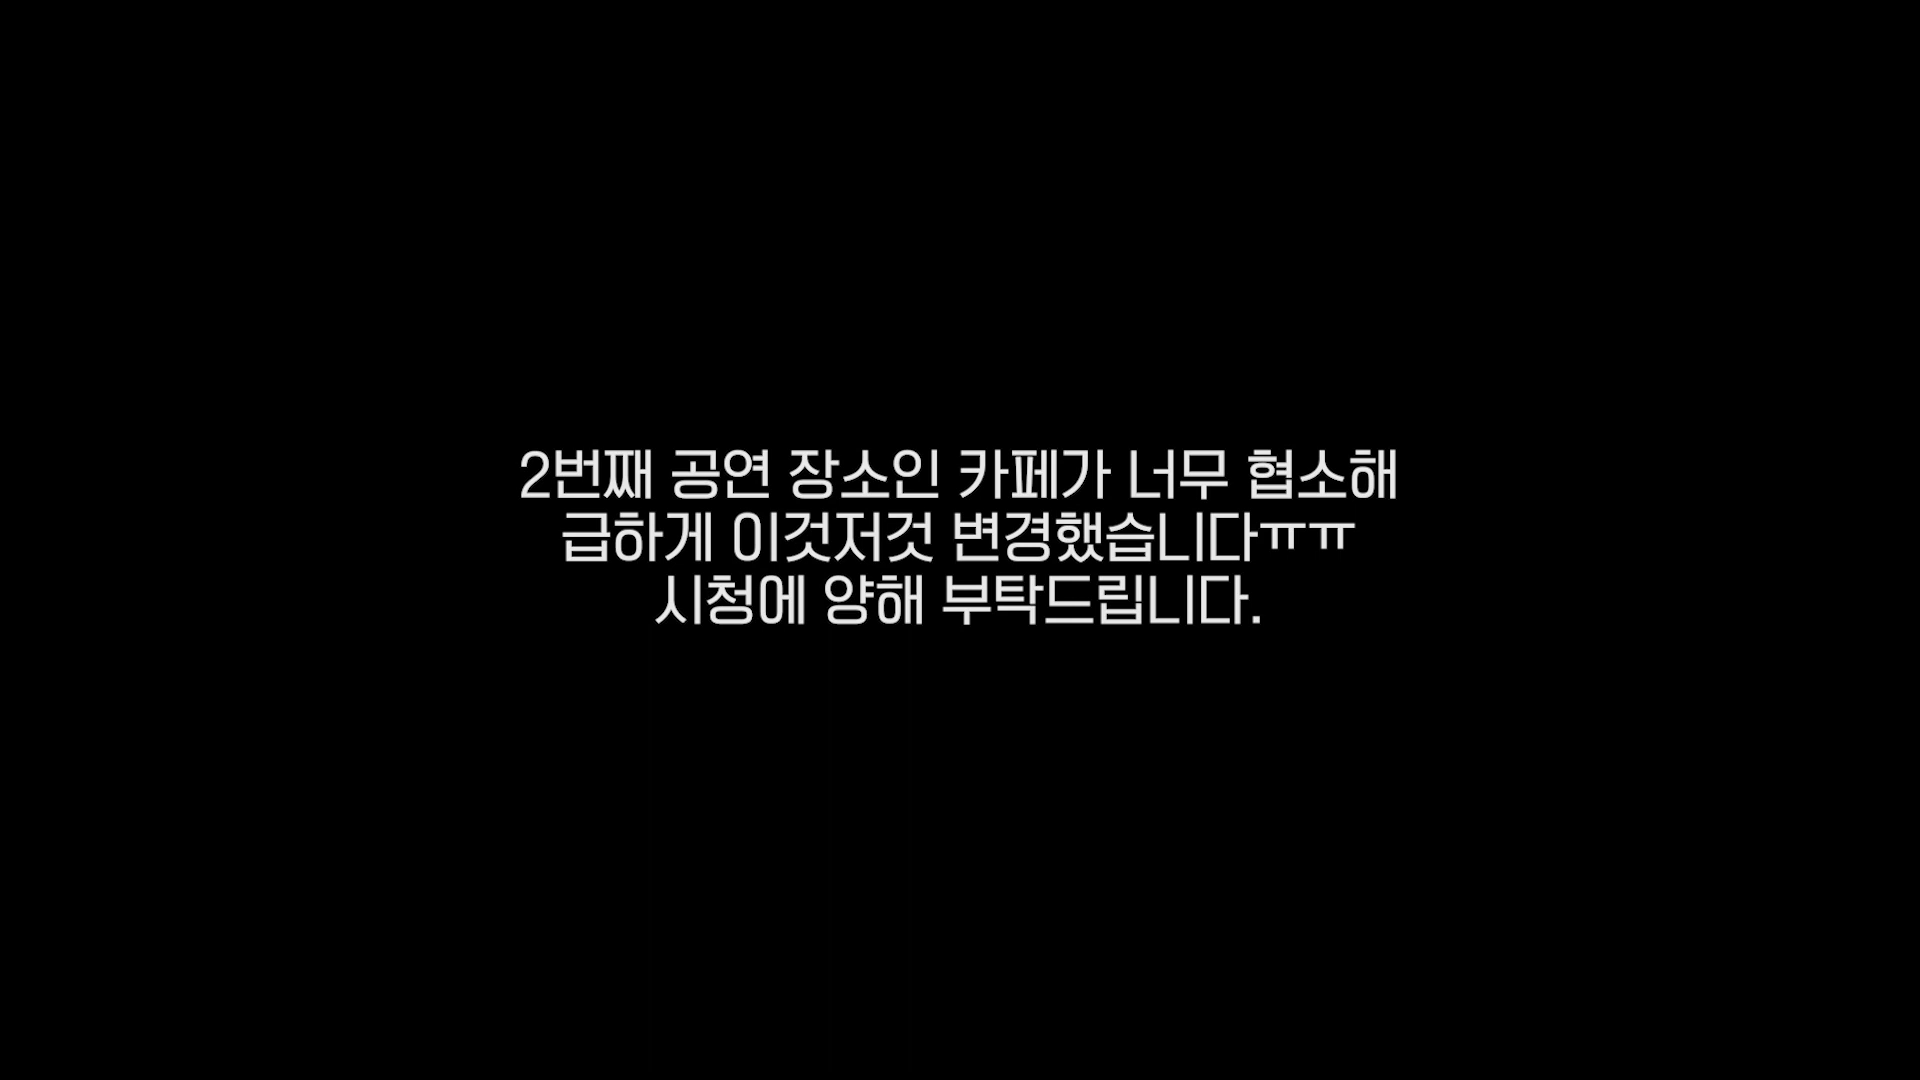 2번째 공연 장소인 카페가 너무 협소해
급하게 이것저것 변경했습니다ㅠㅠ
시청에 양해 부탁드립니다.